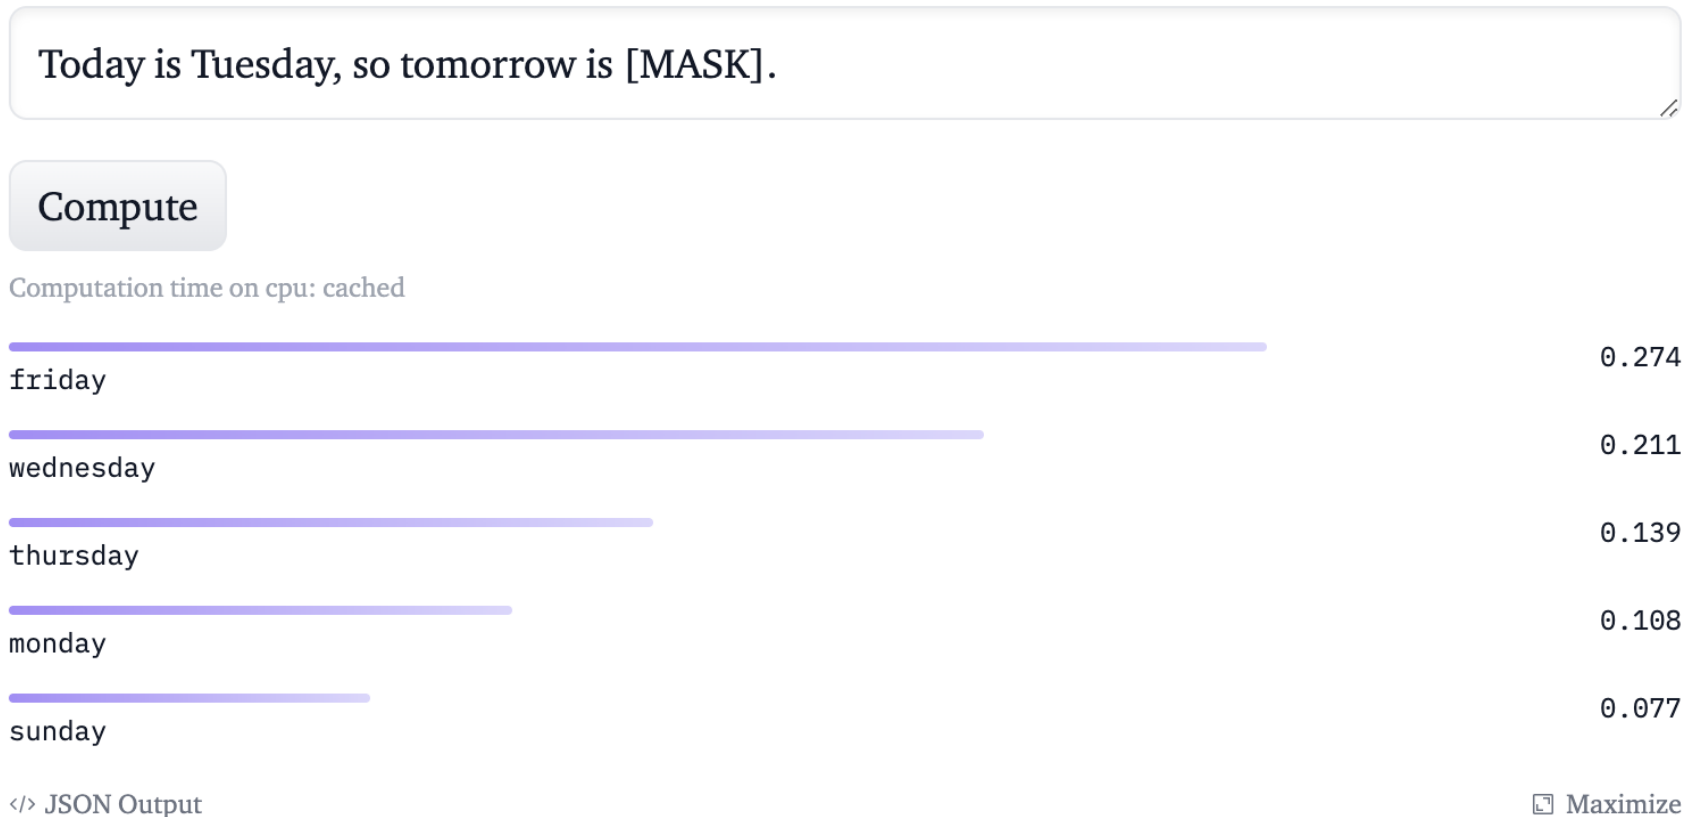 Today is Tuesday, so tomorrow is [MASK].
Compute
Computation time on cpu: cached
friday 0.274
wednesday 0.211
thursday 0.139
monday 0.108
sunday 0.077
</> JSON Output Maximize